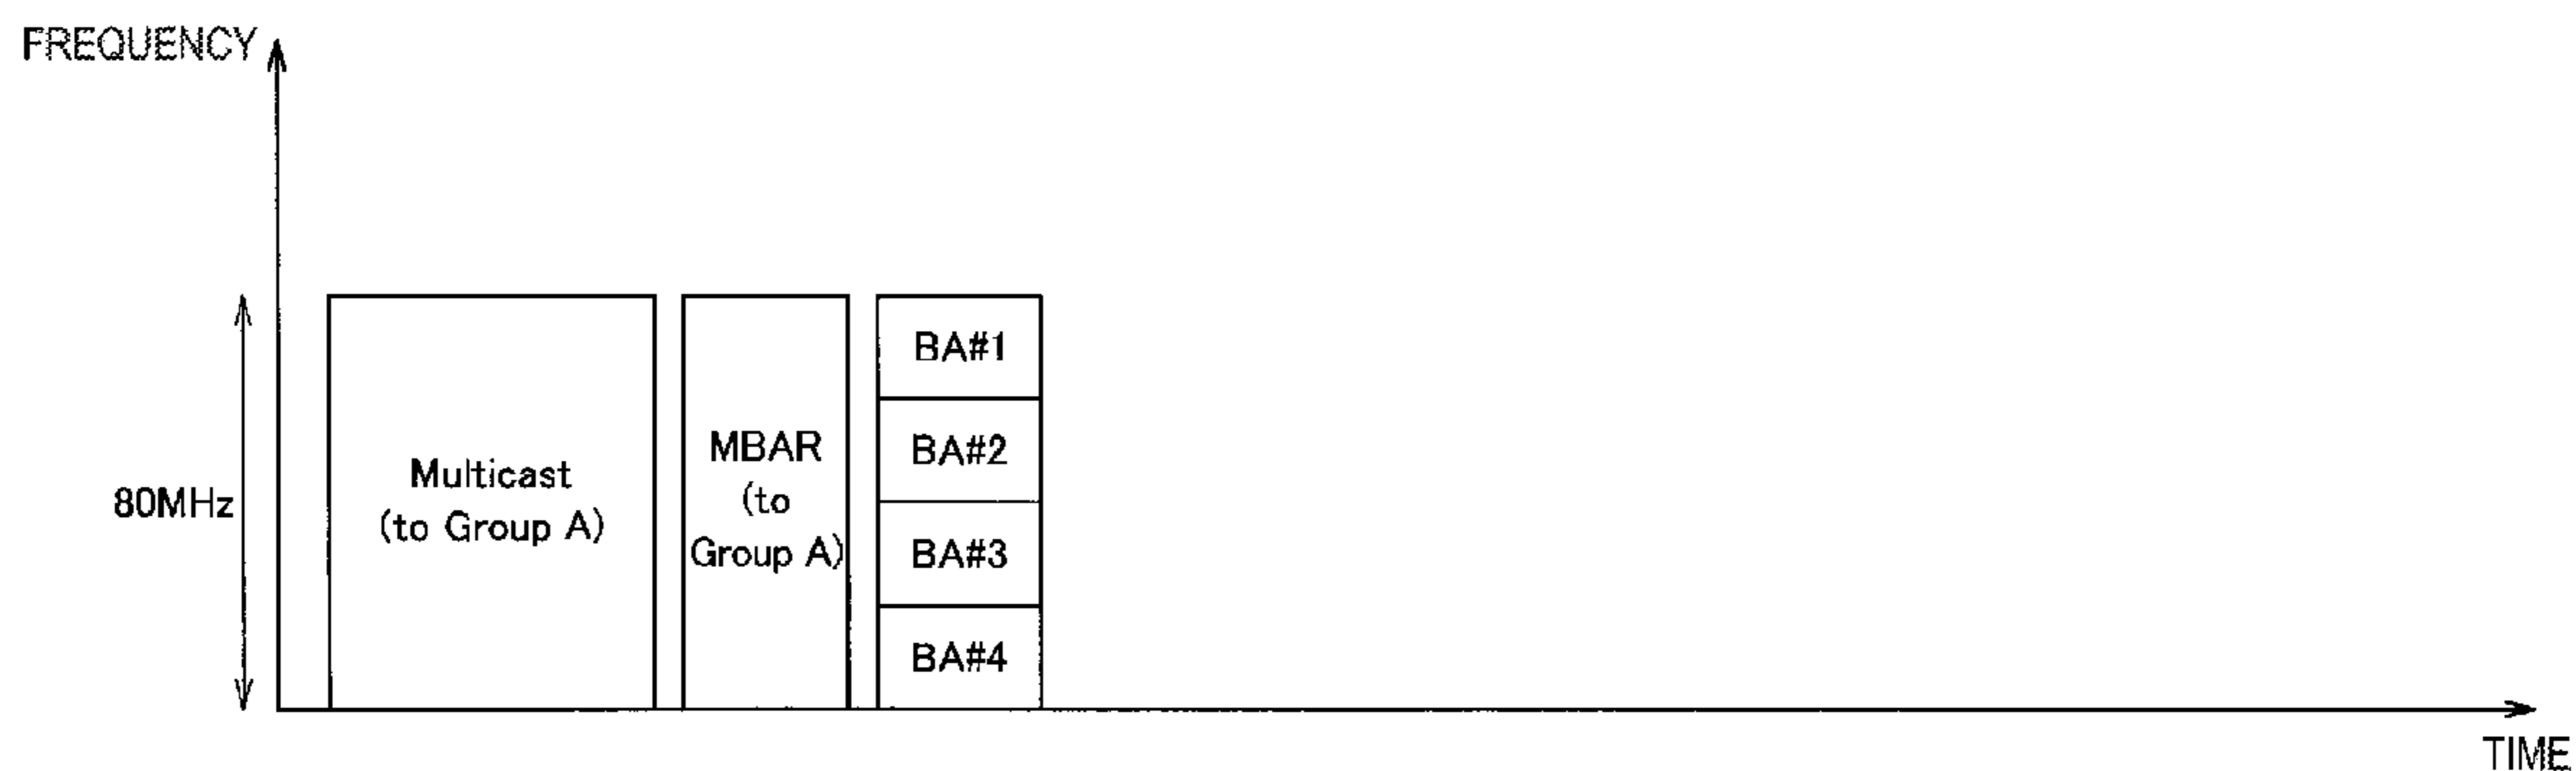 FREQUENCY
80MHz
Multicast
(to Group A)
MBAR
(to
Group A)
BA#1
BA#2
BA#3
BA#4
TIME